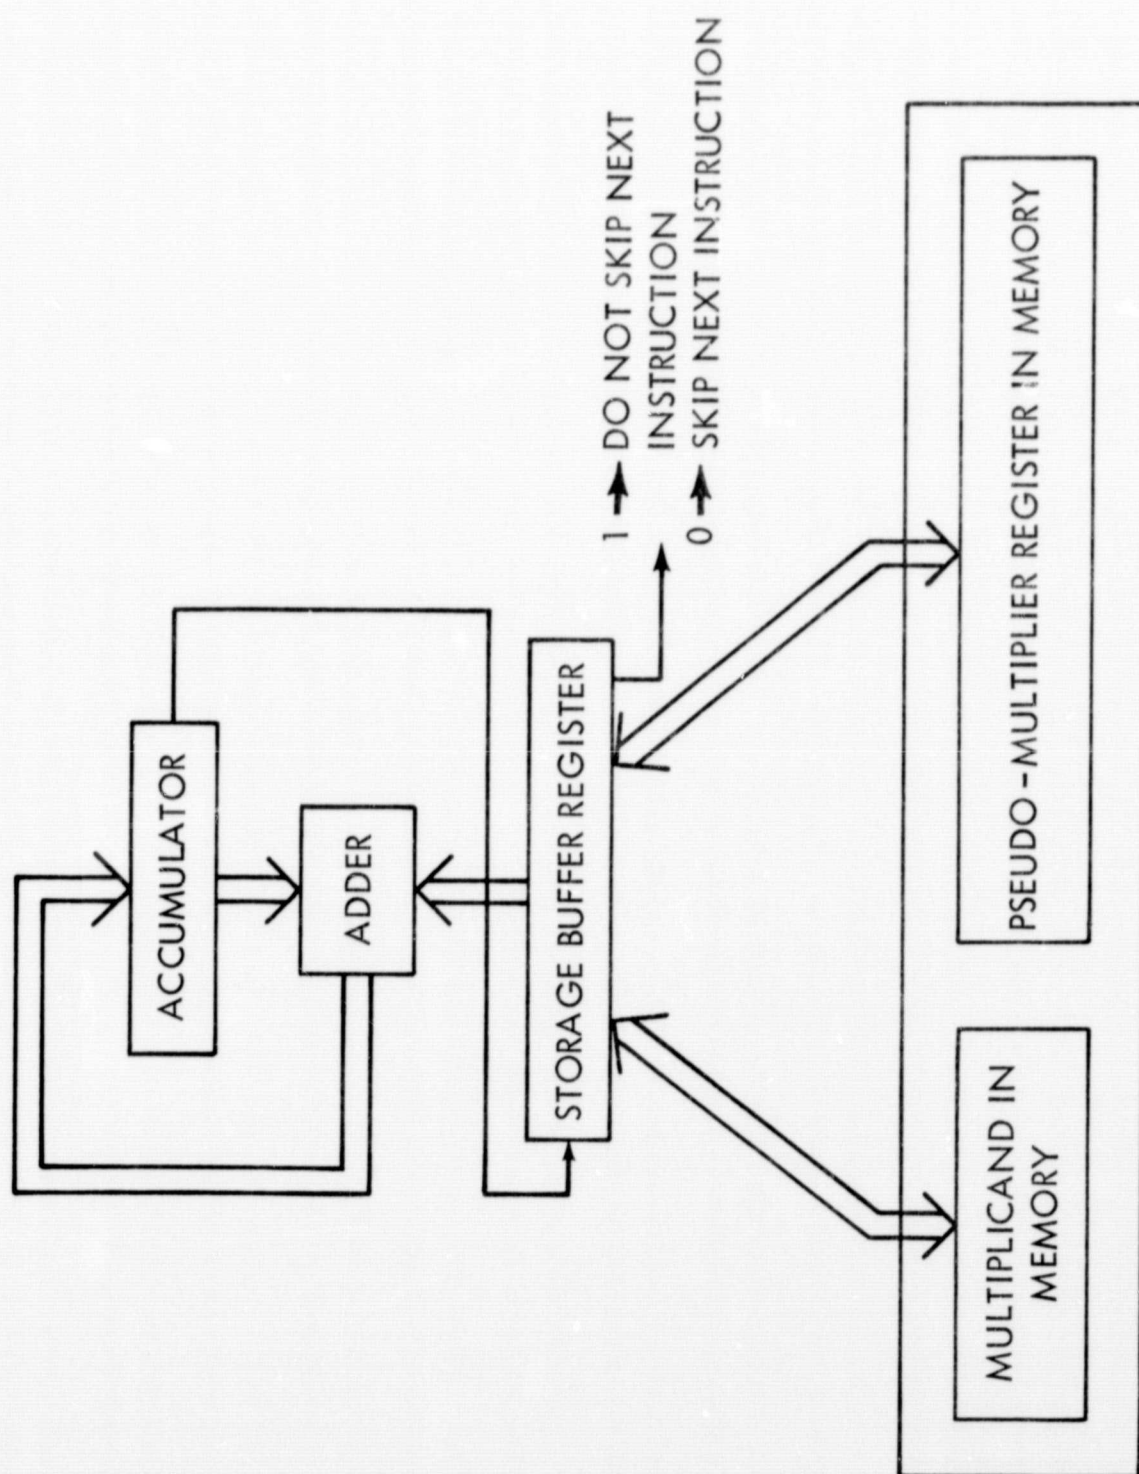 ACCUMULATOR
ADDER
STORAGE BUFFER REGISTER
1 → DO NOT SKIP NEXT
INSTRUCTION
0 → SKIP NEXT INSTRUCTION
MULTIPLICAND IN
MEMORY
PSEUDO-MULTIPLIER REGISTER IN MEMORY